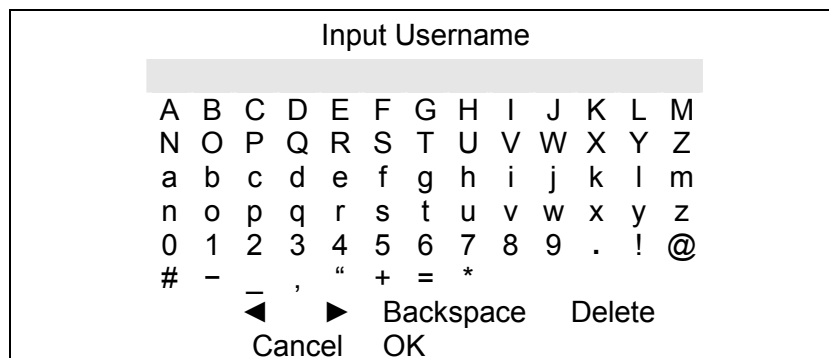 Input Username
A B C D E F G H I J K L M
N O P Q R S T U V W X Y Z
a b c d e f g h i j k l m
n o p q r s t u v w x y z
0 1 2 3 4 5 6 7 8 9 . ! @
# − _ , “ + = *
◄ ► Backspace Delete
Cancel OK